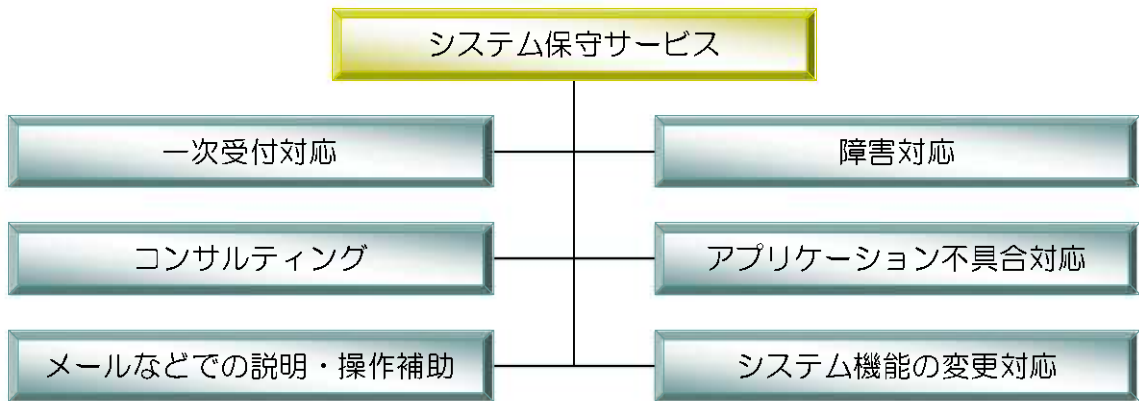 システム保守サービス
一次受付対応
障害対応
コンサルティング
アプリケーション不具合対応
メールなどでの説明・操作補助
システム機能の変更対応